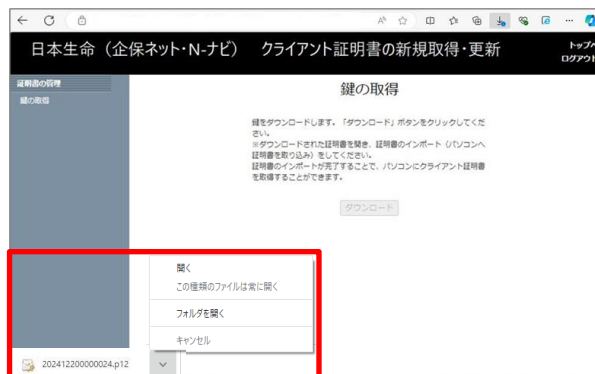 日本生命（企保ネット・N-ナビ）　クライアント証明書の新規取得・更新
トップペ
ログアウト
証明書の管理
鍵の取得
鍵の取得
鍵をダウンロードします。「ダウンロード」ボタンをクリックしてくだ
さい。
※ダウンロードされた証明書を開き、証明書のインポート（パソコンへ
証明書を取り込み）をしてください。
証明書のインポートが完了することで、パソコンにクライアント証明書
を取得することができます。
ダウンロード
開く
この種類のファイルは常に開く
フォルダを開く
キャンセル
202412200000024.p12